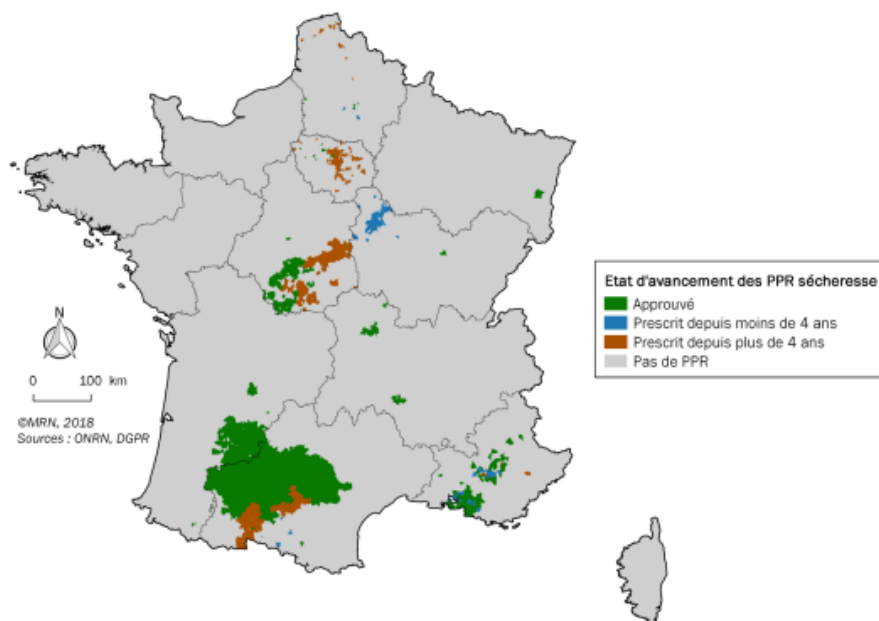 Etat d'avancement des PPR sécheresse
Approuvé
Prescrit depuis moins de 4 ans
Prescrit depuis plus de 4 ans
Pas de PPR
N
0 100 km
©MRN, 2018
Sources : ONRN, DGPR